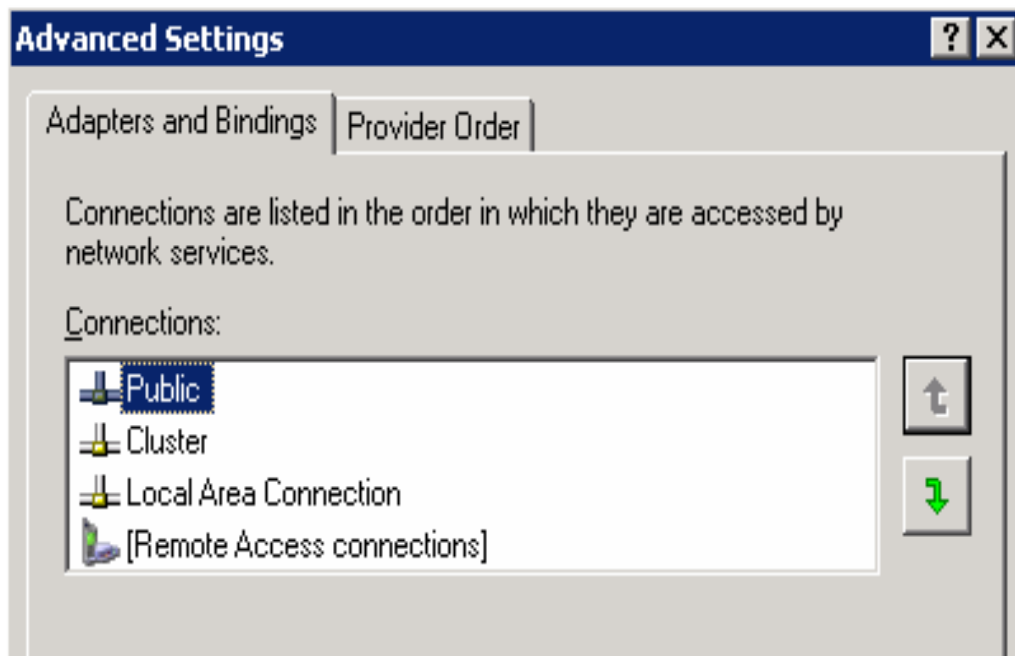 Advanced Settings
Adapters and Bindings
Provider Order
Connections are listed in the order in which they are accessed by
network services.
Connections:
Public
Cluster
Local Area Connection
[Remote Access connections]